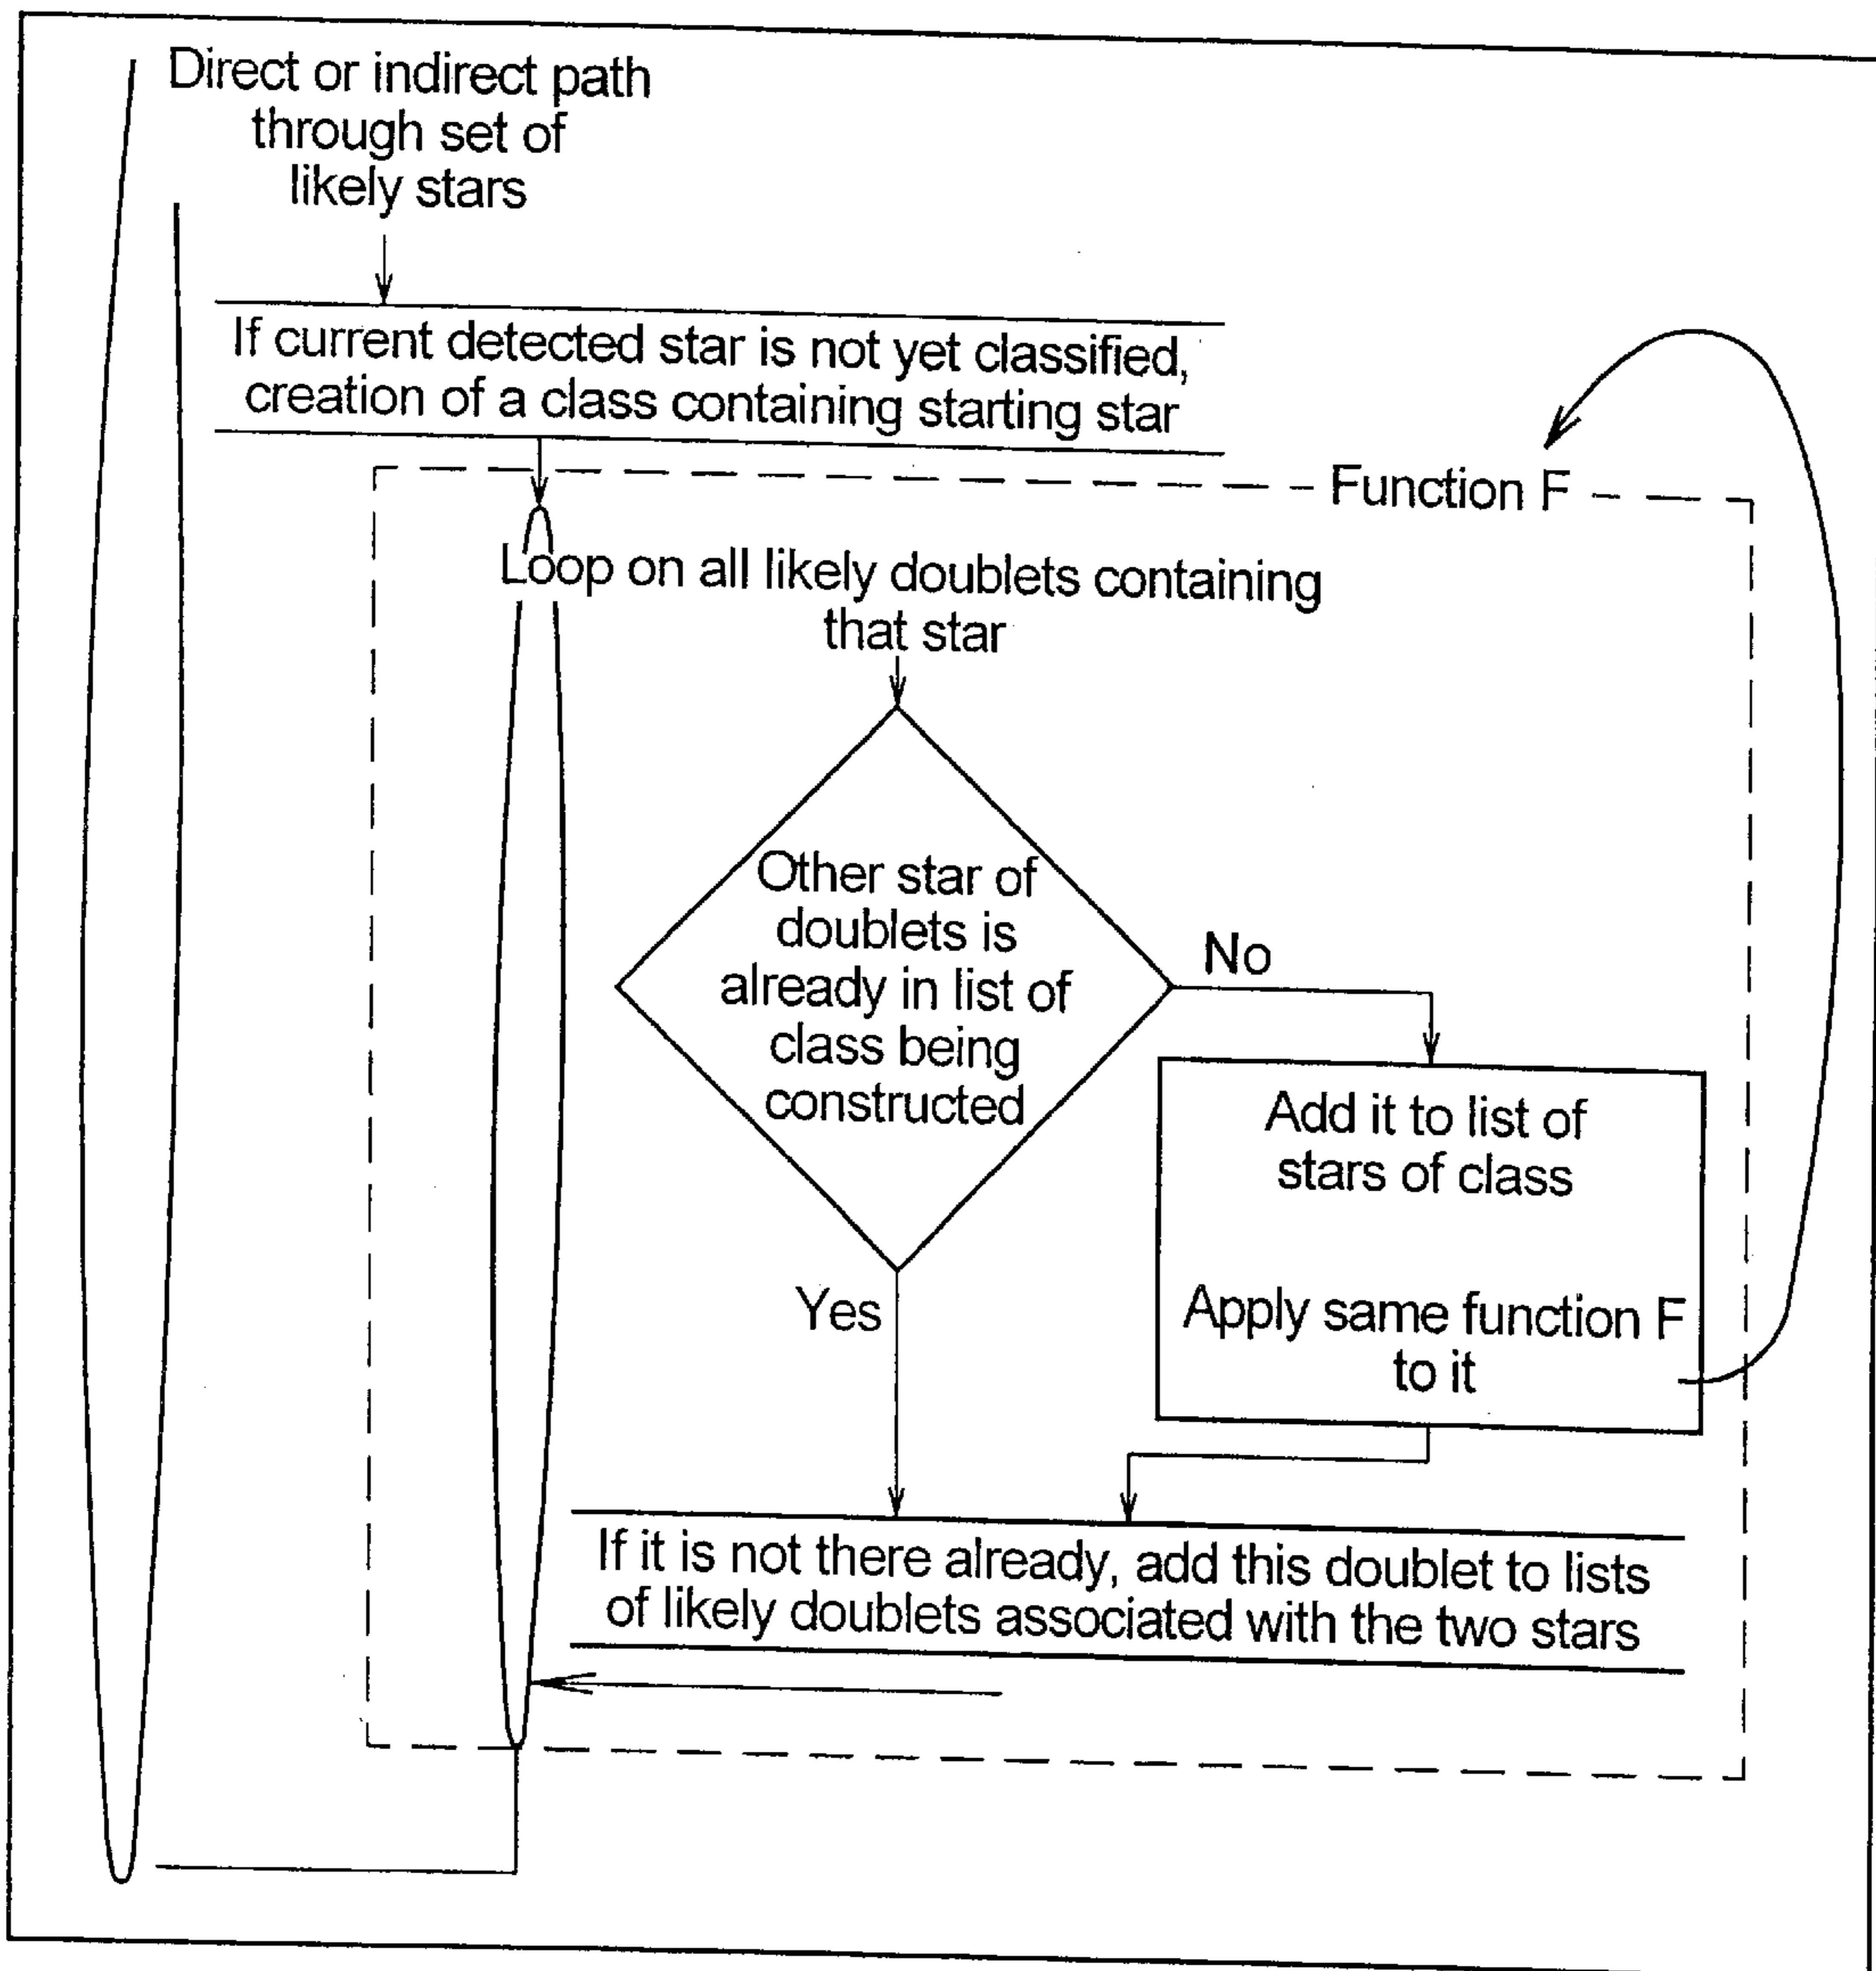 Direct or indirect path
through set of
likely stars
If current detected star is not yet classified,
creation of a class containing starting star
Function F
Loop on all likely doublets containing
that star
Other star of
doublets is
already in list of
class being
constructed
No
Add it to list of
stars of class
Apply same function F
to it
Yes
If it is not there already, add this doublet to lists
of likely doublets associated with the two stars